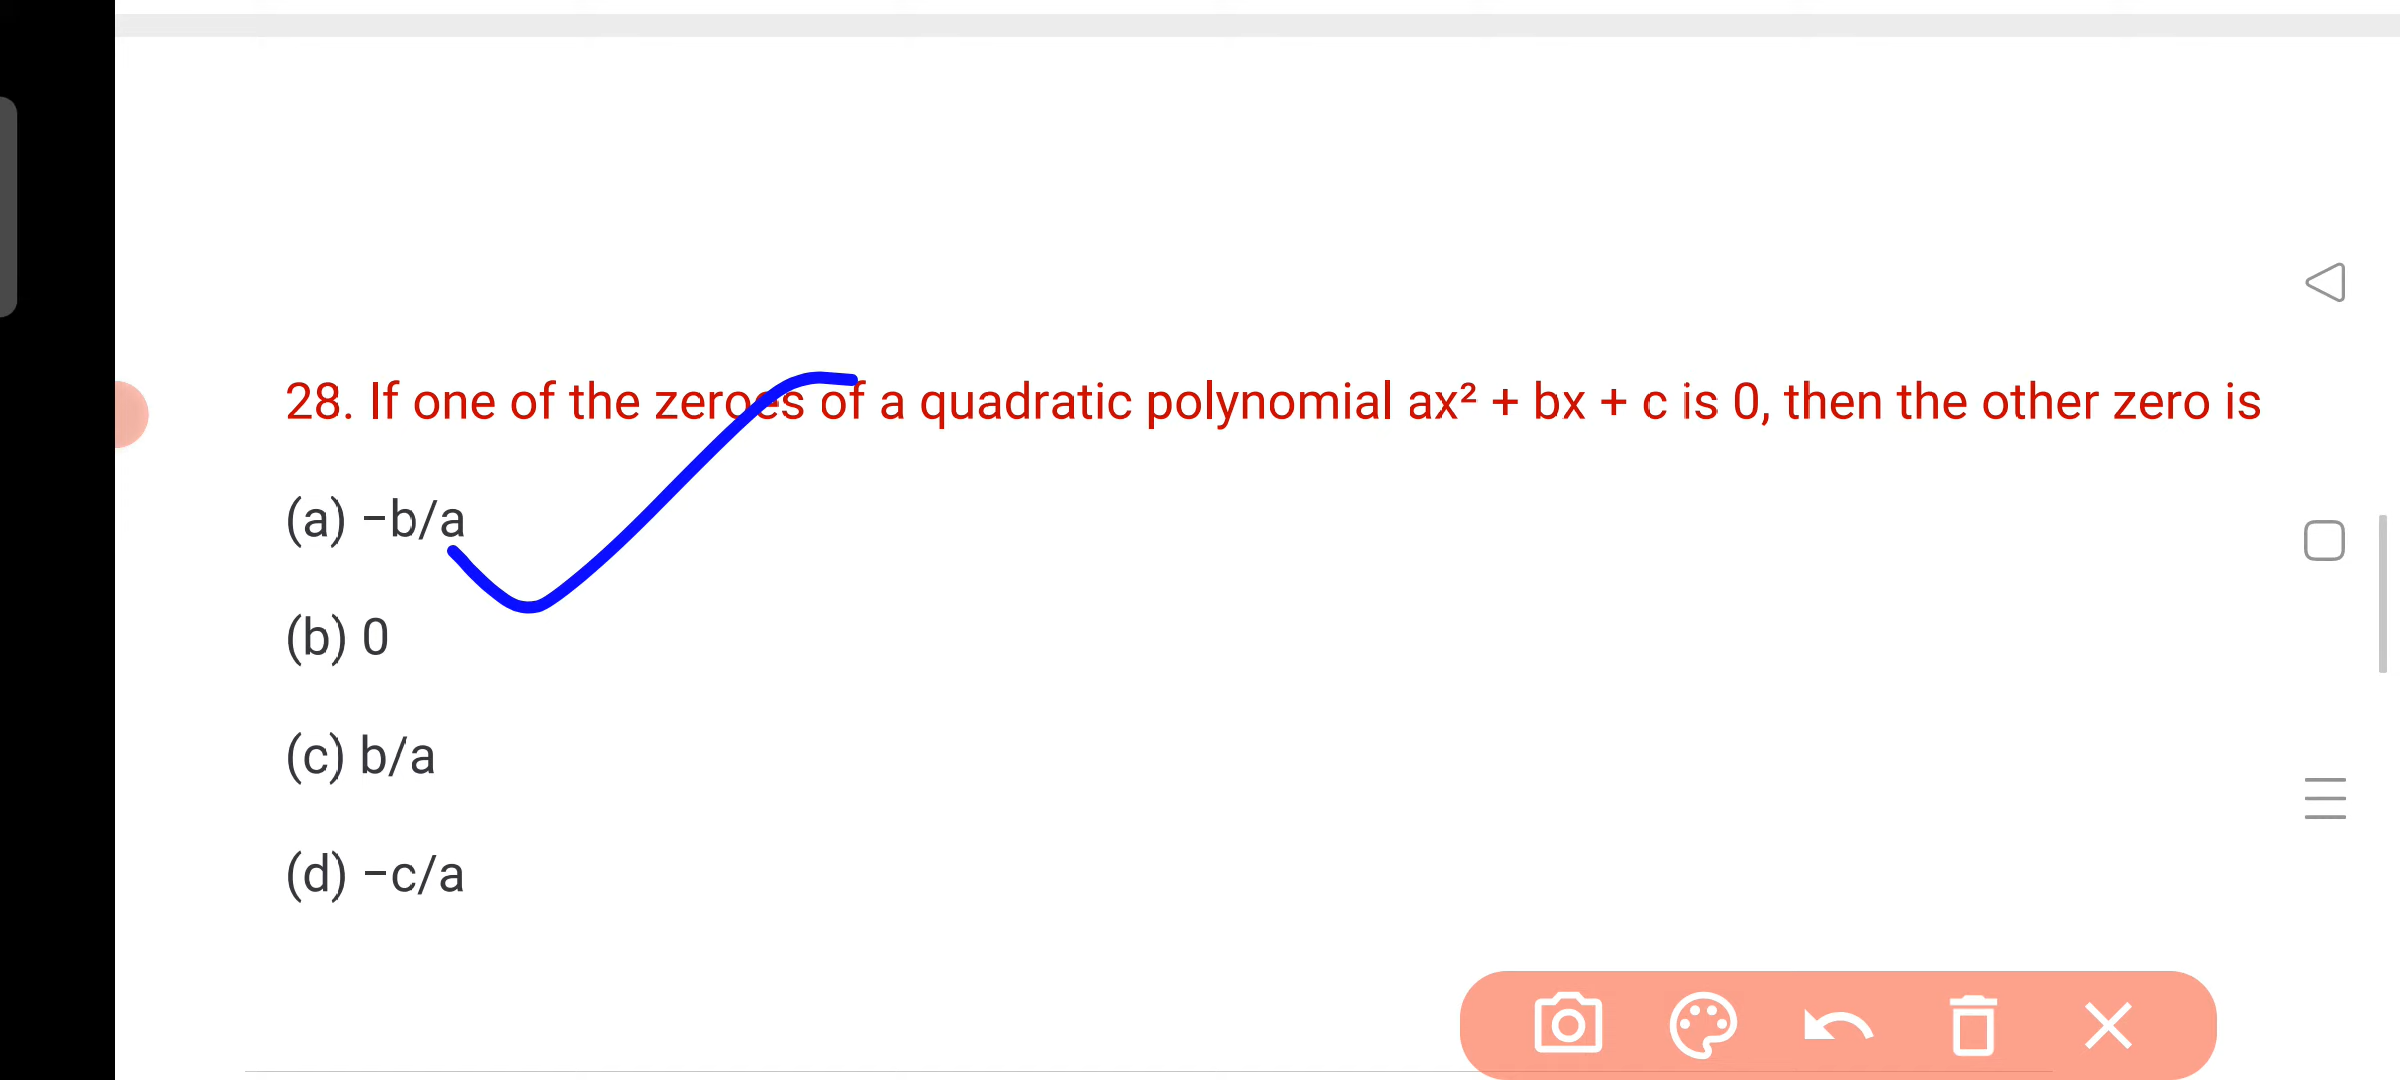 28. If one of the zeroes of a quadratic polynomial ax² + bx + c is 0, then the other zero is
(a) −b/a
(b) 0
(c) b/a
(d) −c/a